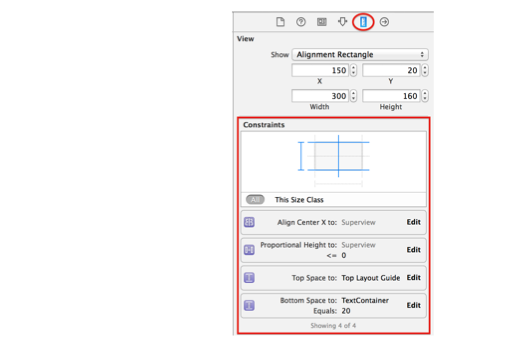 View
Show Alignment Rectangle
150 20
X Y
300 160
Width Height
Constraints
All This Size Class
Align Center X to: Superview Edit
Proportional Height to: Superview
<= 0 Edit
Top Space to: Top Layout Guide Edit
Bottom Space to: TextContainer
Equals: 20 Edit
Showing 4 of 4